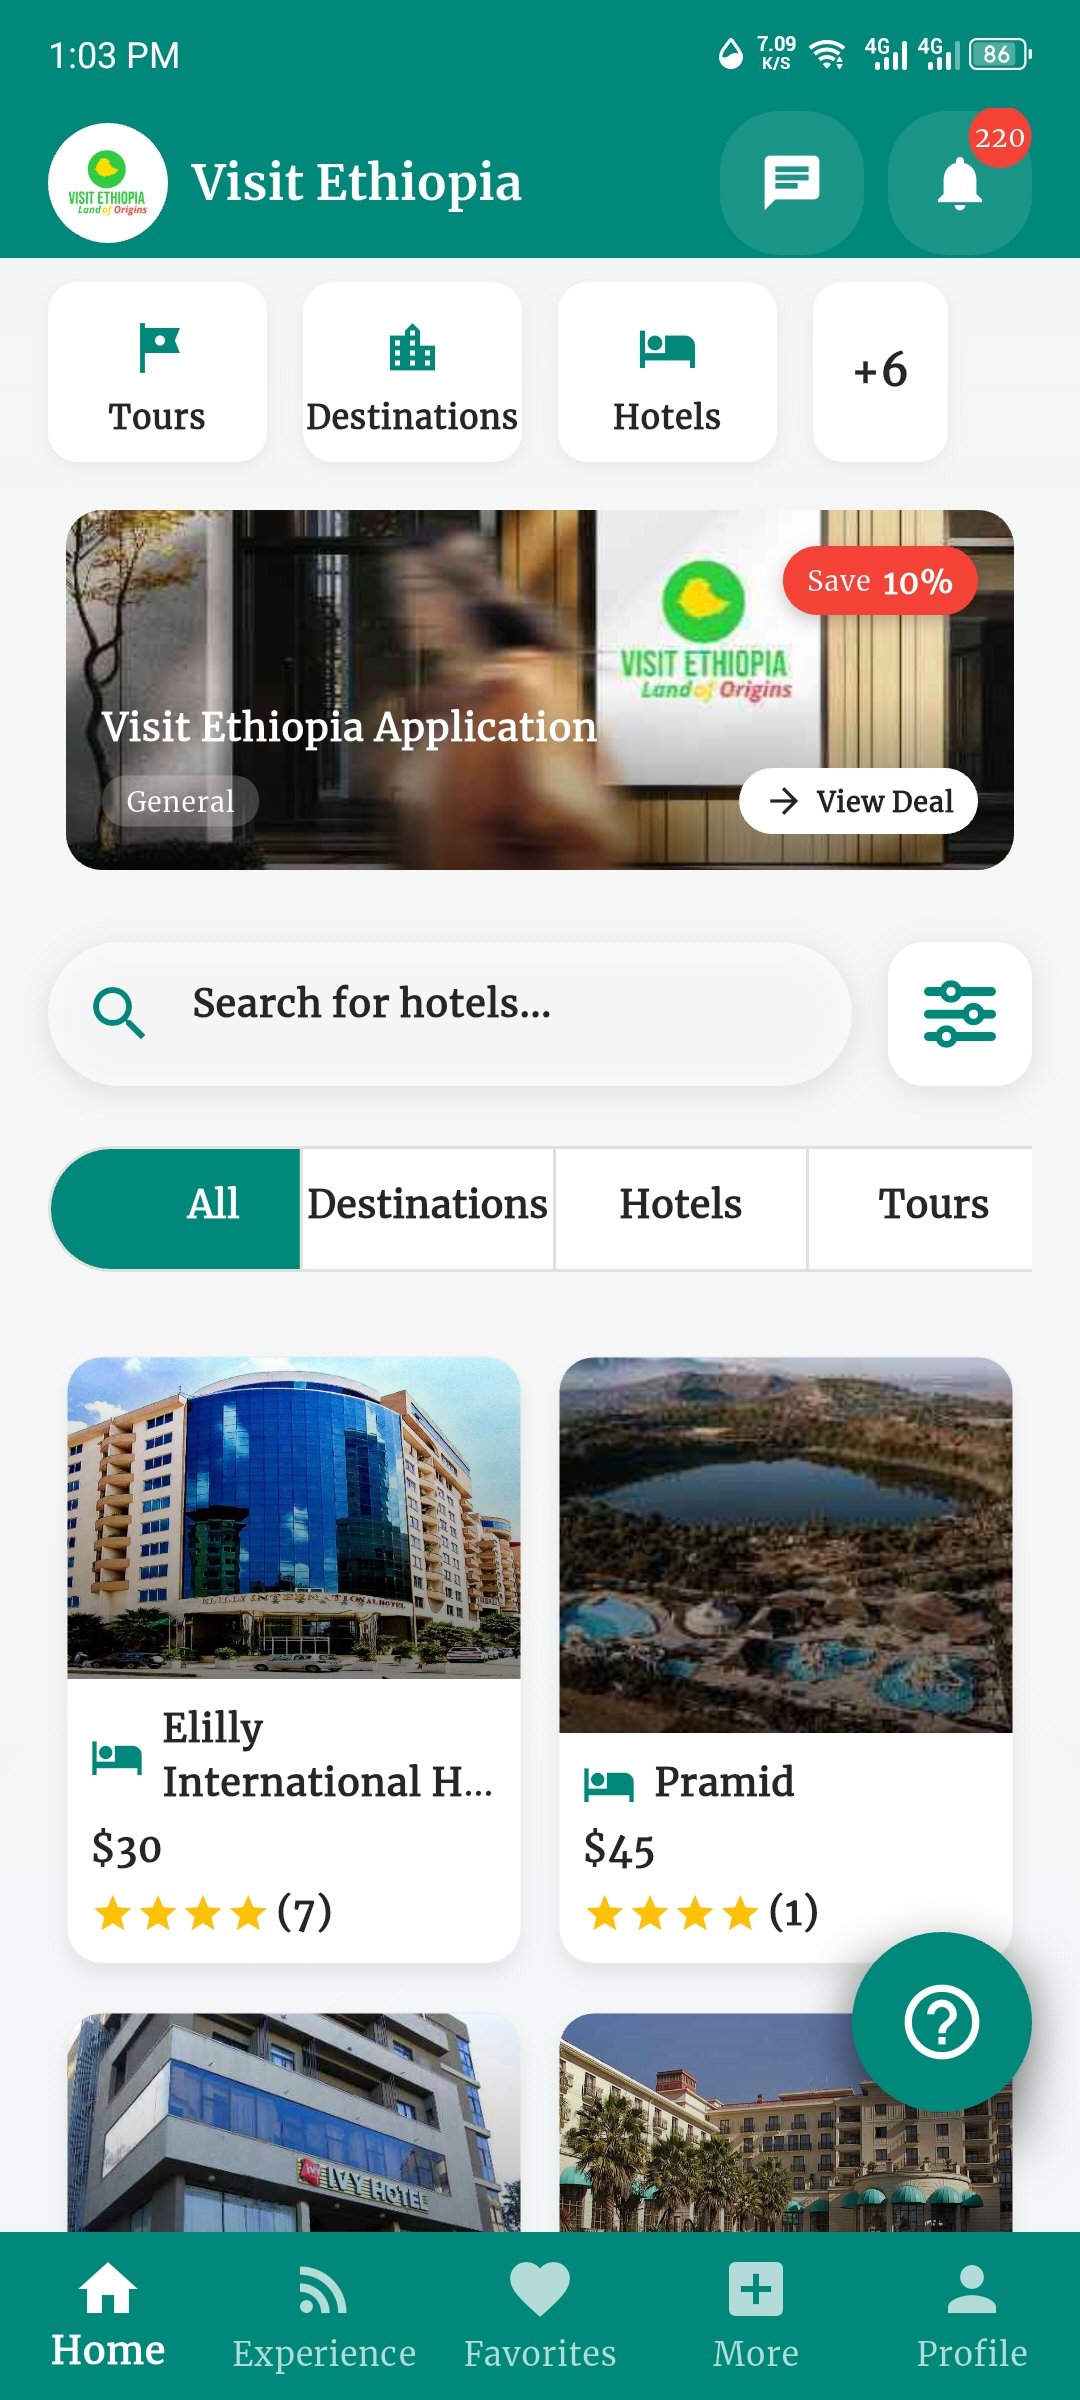 1:03 PM
7.09
K/S
4G
4G
86
VISIT ETHIOPIA
Land of Origins
Visit Ethiopia
220
Tours
Destinations
Hotels
+6
VISIT ETHIOPIA
Land of Origins
Save 10%
Visit Ethiopia Application
General
View Deal
Search for hotels...
All
Destinations
Hotels
Tours
ELILLY INTERNATIONAL HOTEL
Elilly
International H...
$30
(7)
Pramid
$45
(1)
IVY HOTEL
Home
Experience
Favorites
More
Profile